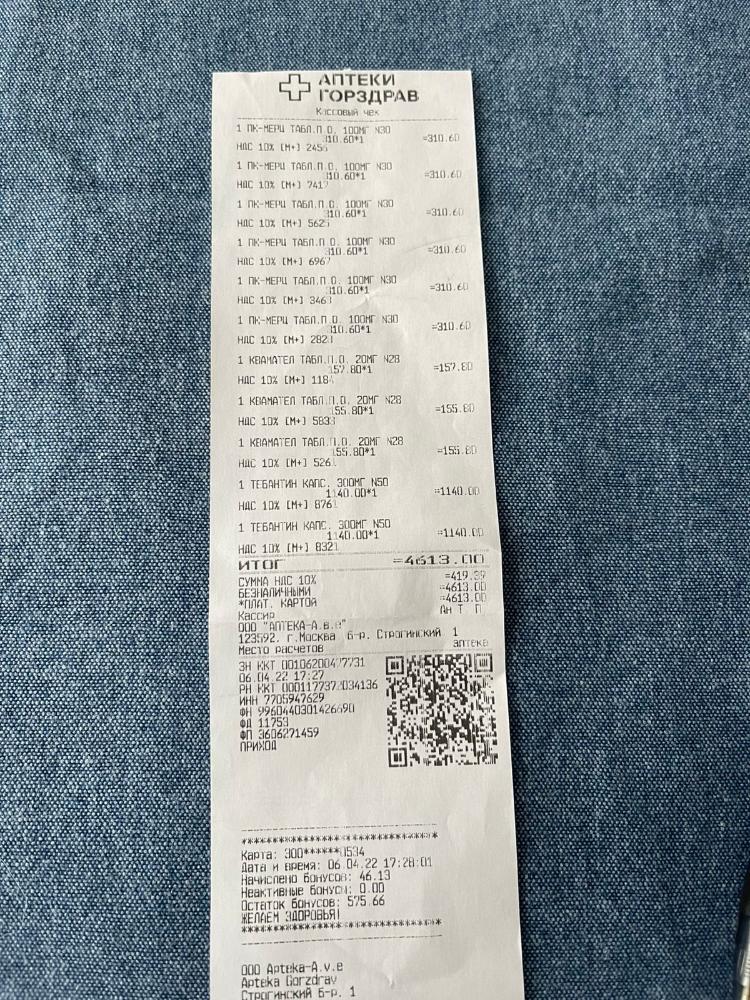 АПТЕКИ
ГОРЗДРАВ
Кассовый чек
1 ПК-МЕРЦ ТАБЛ.П.О. 100МГ N30
310.60*1 =310.60
НДС 10% [М+] 2455
1 ПК-МЕРЦ ТАБЛ.П.О. 100МГ N30
310.60*1 =310.60
НДС 10% [М+] 7417
1 ПК-МЕРЦ ТАБЛ.П.О. 100МГ N30
310.60*1 =310.60
НДС 10% [М+] 5625
1 ПК-МЕРЦ ТАБЛ.П.О. 100МГ N30
310.60*1 =310.60
НДС 10% [М+] 6967
1 ПК-МЕРЦ ТАБЛ.П.О. 100МГ N30
310.60*1 =310.60
НДС 10% [М+] 3463
1 ПК-МЕРЦ ТАБЛ.П.О. 100МГ N30
310.60*1 =310.60
НДС 10% [М+]
1 КВАМАТЕЛ ТАБЛ.П.О. 20МГ N28
157.80*1 =157.80
НДС 10% [М+]
1 КВАМАТЕЛ ТАБЛ.П.О. 20МГ N28
155.80*1 =155.80
НДС 10% [М+] 5833
1 КВАМАТЕЛ ТАБЛ.П.О. 20МГ N28
155.80*1 =155.80
НДС 10% [М+]
1 ТЕБАНТИН КАПС. 300МГ N50
1140.00*1 =1140.00
НДС 10% [М+]
1 ТЕБАНТИН КАПС. 300МГ N50
1140.00*1 =1140.00
НДС 10% [М+]
ИТОГ =4613.00
СУММА НДС 10% =419.39
БЕЗНАЛИЧНЫМИ =4613.00
*ПЛАТ. КАРТОЙ =4613.00
Кассир Ан Т. П.
ООО "АПТЕКА-А.в.е"
123592, г.Москва б-р. Строгинский 1
Место расчетов аптека
ЗН ККТ 00106200477731
06.04.22 17:27
РН ККТ 0001177372034136
ИНН 7705947629
ФН 9960440301426690
ФД 11753
ФП 3606271459
ПРИХОД
******************************
Карта: 300******0534
Дата и время: 06.04.22 17:28:01
Начислено бонусов: 46.13
Неактивные бонусы: 0.00
Остаток бонусов: 575.66
ЖЕЛАЕМ ЗДОРОВЬЯ!
******************************
ООО Apteka-A.v.e
Apteka Gorzdrav
Строгинский б-р. 1